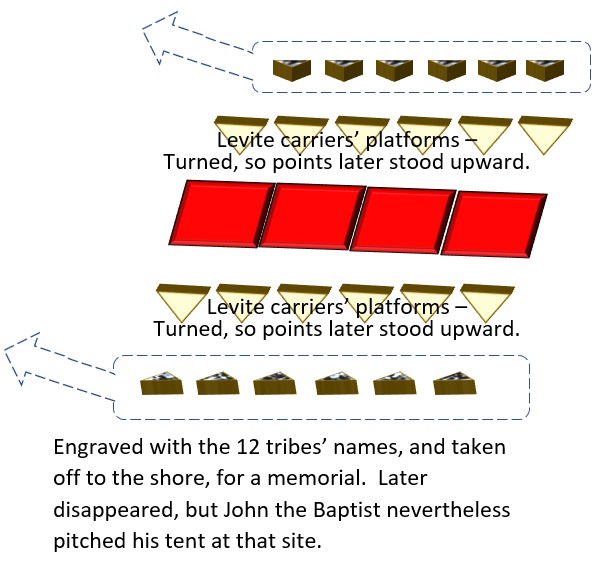 Levite carriers’ platforms –
Turned, so points later stood upward.
Levite carriers’ platforms –
Turned, so points later stood upward.
Engraved with the 12 tribes’ names, and taken
off to the shore, for a memorial.  Later
disappeared, but John the Baptist nevertheless
pitched his tent at that site.